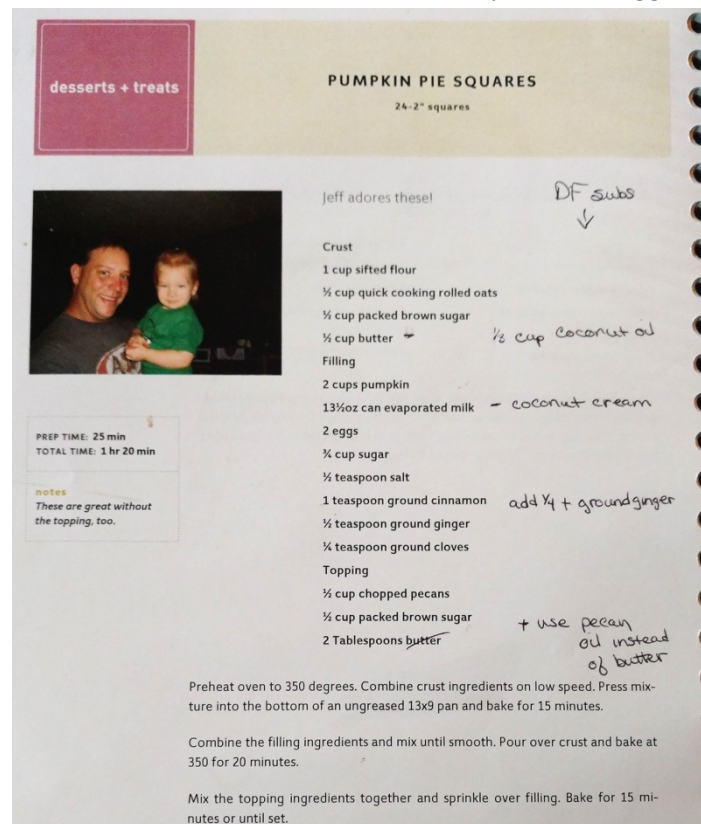 desserts + treats
PUMPKIN PIE SQUARES
24-2" squares
Jeff adores these!
DF subs
Crust
1 cup sifted flour
½ cup quick cooking rolled oats
½ cup packed brown sugar
½ cup butter
⅓ cup coconut oil
Filling
2 cups pumpkin
13½oz can evaporated milk - coconut cream
2 eggs
¾ cup sugar
½ teaspoon salt
1 teaspoon ground cinnamon
add ¼ t ground ginger
½ teaspoon ground ginger
¼ teaspoon ground cloves
Topping
½ cup chopped pecans
½ cup packed brown sugar
2 Tablespoons butter
+ use pecan
oil instead
of butter
PREP TIME: 25 min
TOTAL TIME: 1 hr 20 min
notes
These are great without
the topping, too.
Preheat oven to 350 degrees. Combine crust ingredients on low speed. Press mix-
ture into the bottom of an ungreased 13x9 pan and bake for 15 minutes.
Combine the filling ingredients and mix until smooth. Pour over crust and bake at
350 for 20 minutes.
Mix the topping ingredients together and sprinkle over filling. Bake for 15 mi-
nutes or until set.